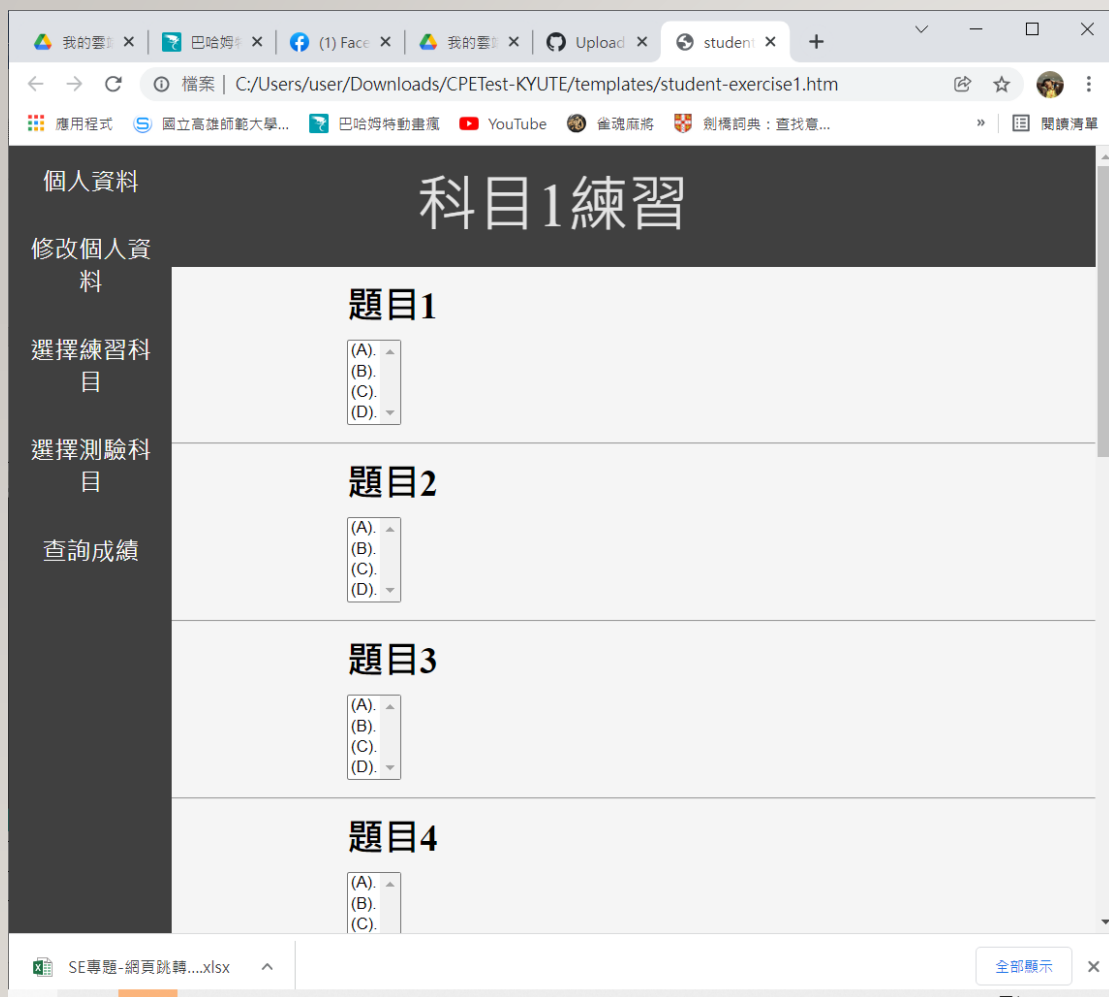 我的雲端
巴哈姆特
(1) Face
我的雲端
Upload
student
檔案 | C:/Users/user/Downloads/CPETest-KYUTE/templates/student-exercise1.htm
應用程式
國立高雄師範大學...
巴哈姆特動畫瘋
YouTube
雀魂麻將
劍橋詞典：查找意...
»
閱讀清單
個人資料
修改個人資
料
選擇練習科
目
選擇測驗科
目
查詢成績
科目1練習
題目1
(A).
(B).
(C).
(D).
題目2
(A).
(B).
(C).
(D).
題目3
(A).
(B).
(C).
(D).
題目4
(A).
(B).
(C).
SE專題-網頁跳轉....xlsx
全部顯示